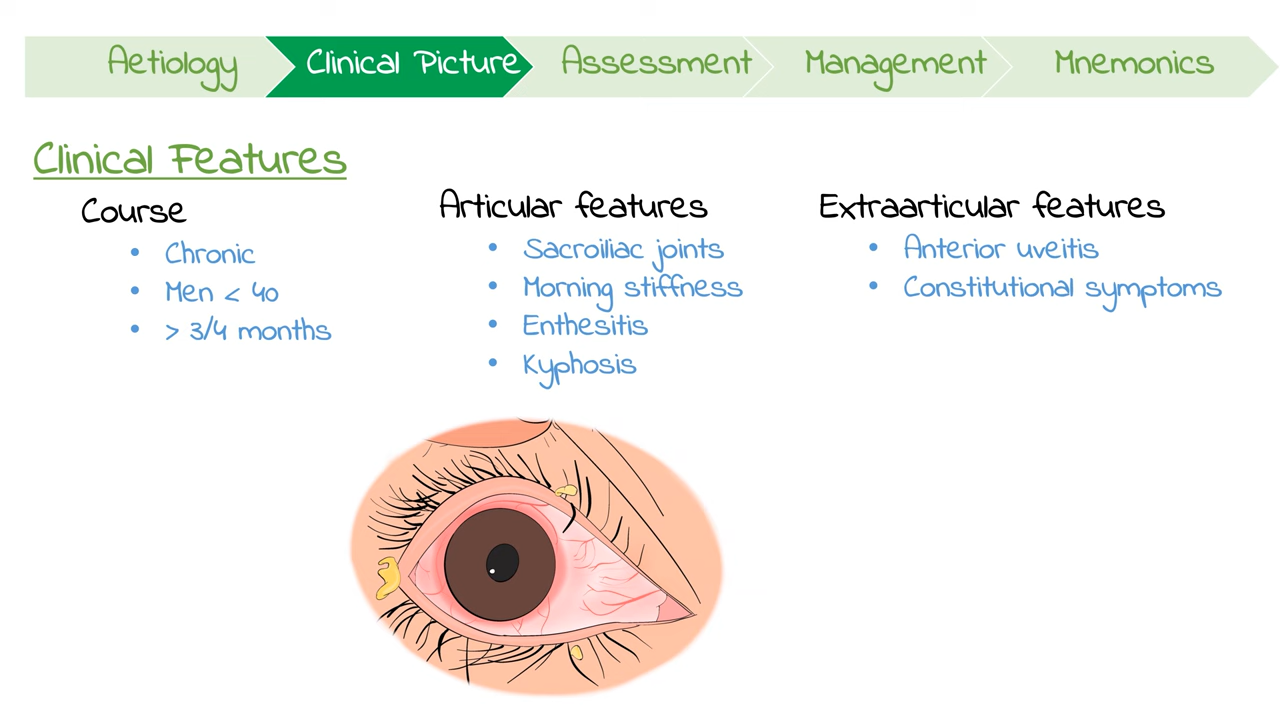 Aetiology
Clinical Picture
Assessment
Management
Mnemonics
Clinical Features
Course
• Chronic
• Men < 40
• > 3/4 months
Articular features
• Sacroiliac joints
• Morning stiffness
• Enthesitis
• Kyphosis
Extraarticular features
• Anterior uveitis
• Constitutional symptoms